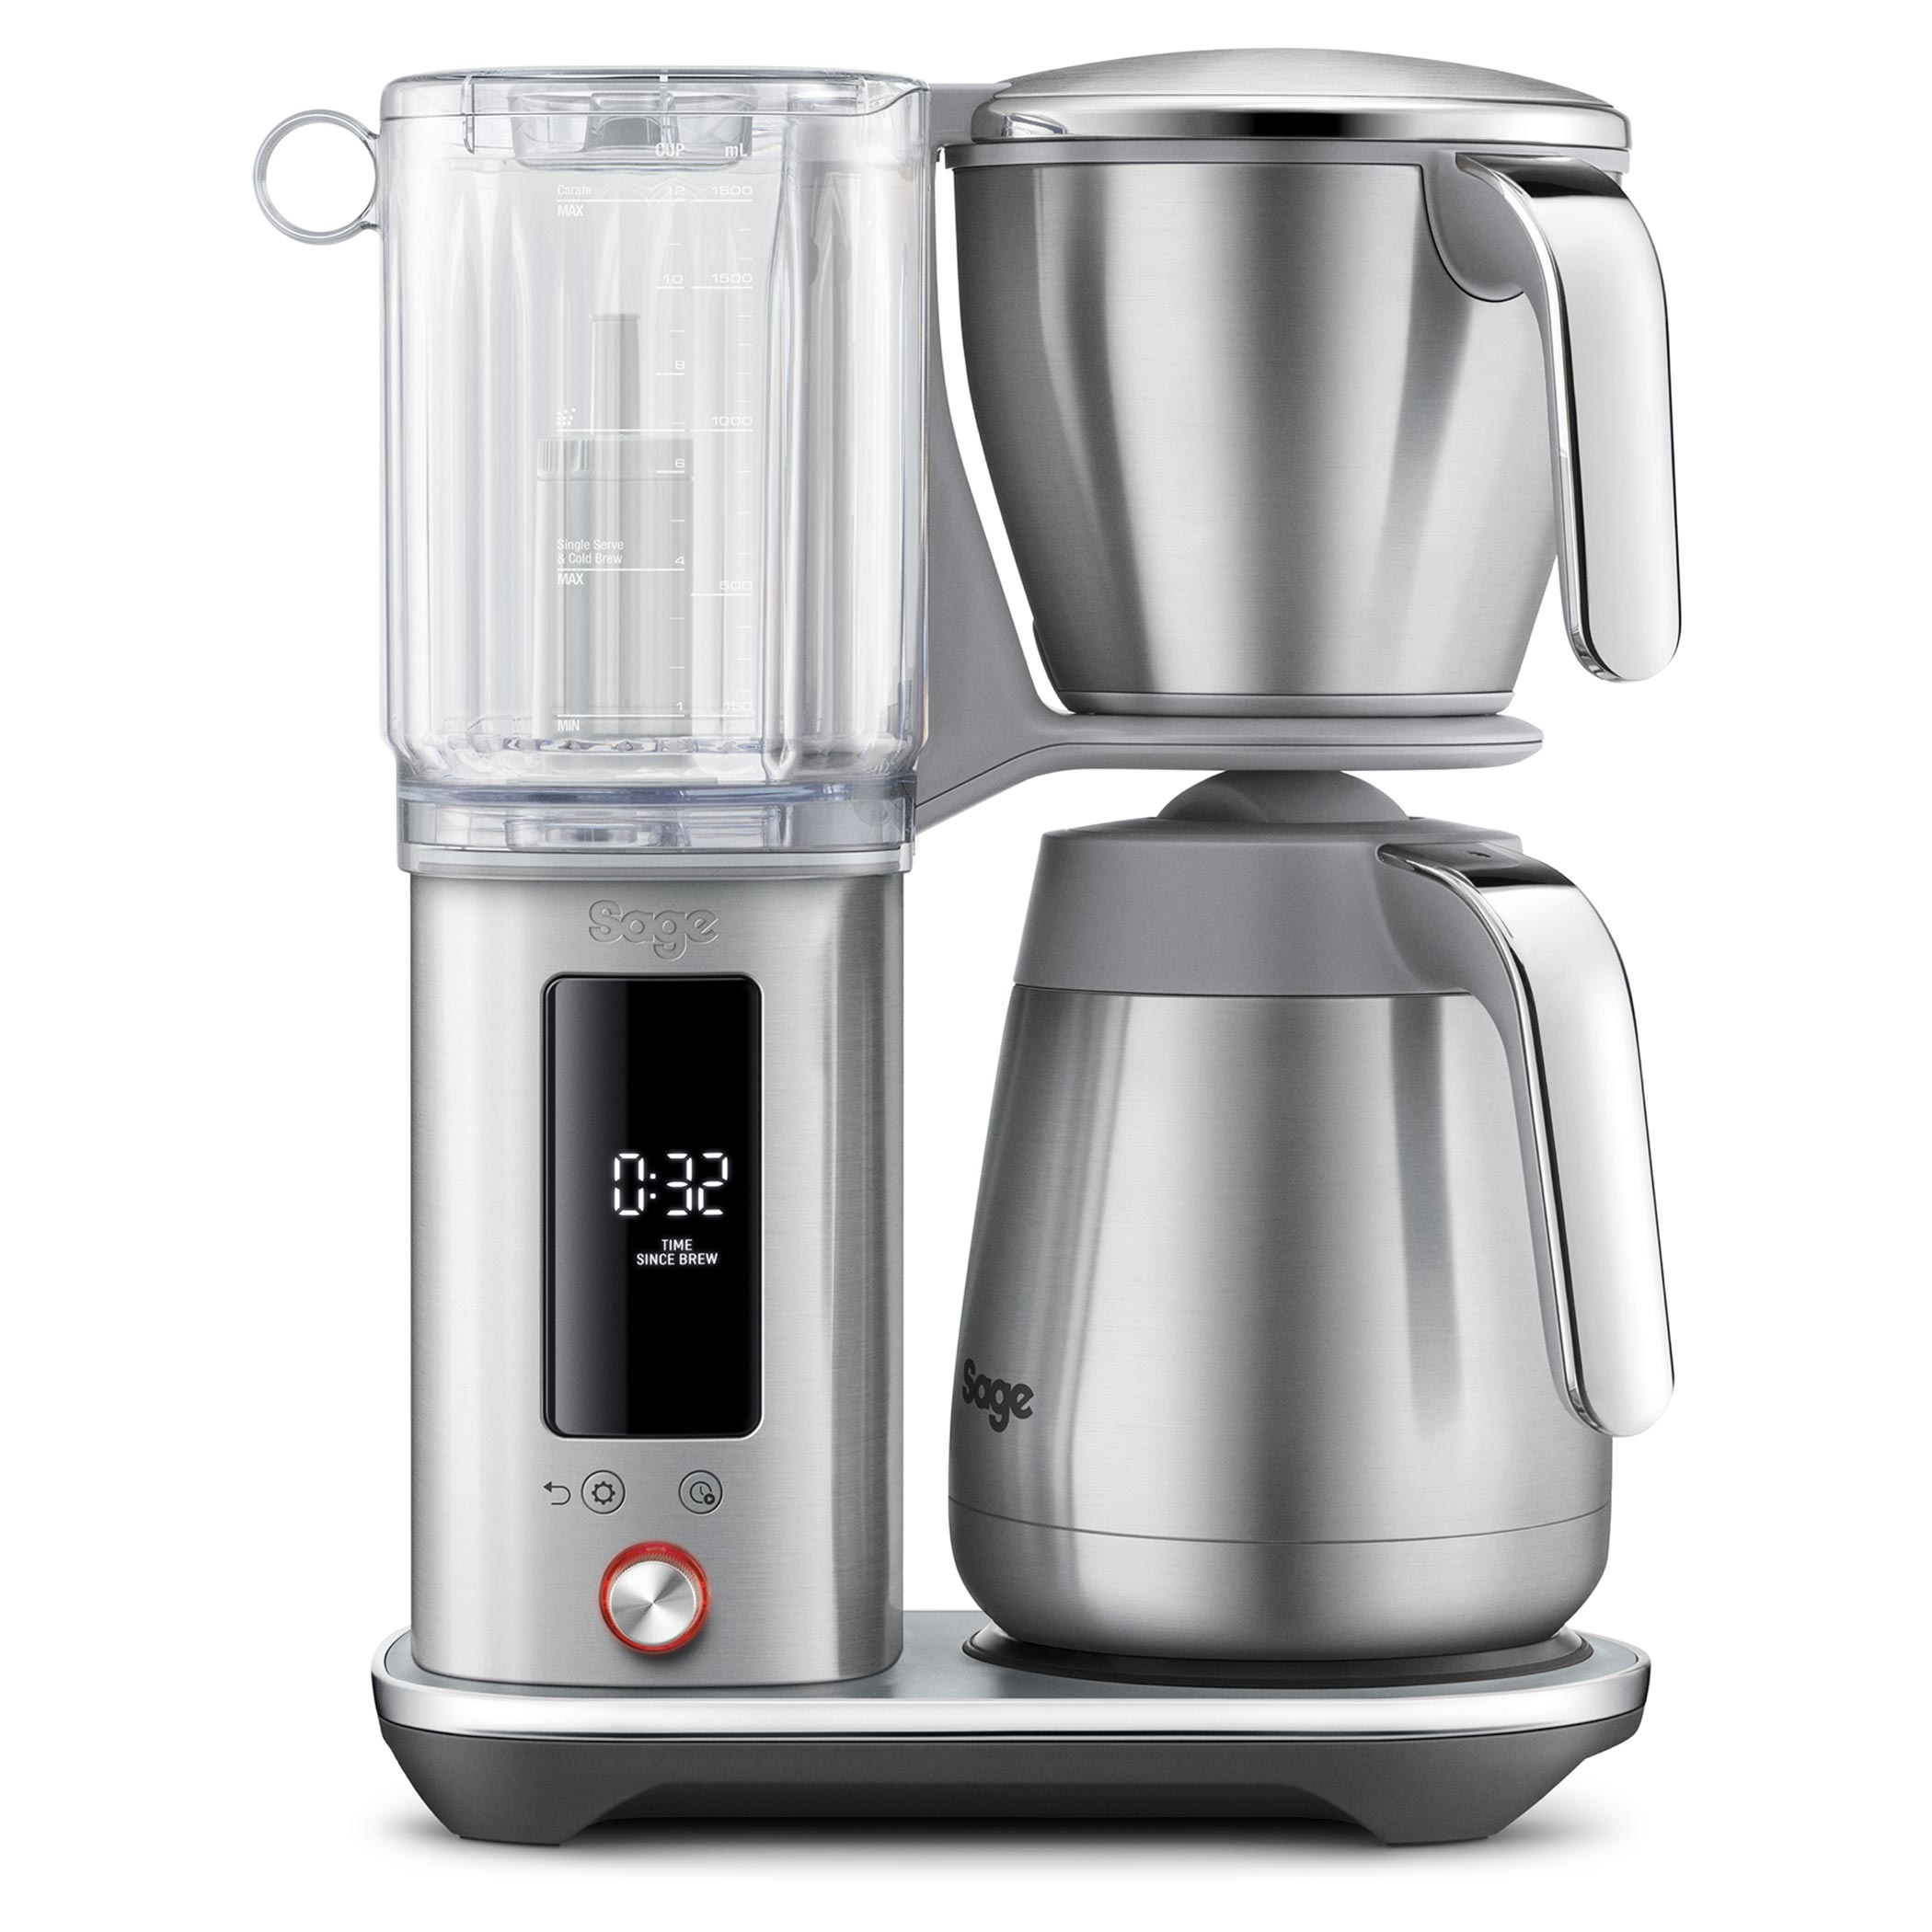 CUP mL
Carafe 12 1800
MAX
10 1500
8
1000
6
Single Serve
& Cold Brew 4
MAX
500
1 150
MIN
Sage
0:32
TIME
SINCE BREW
Sage